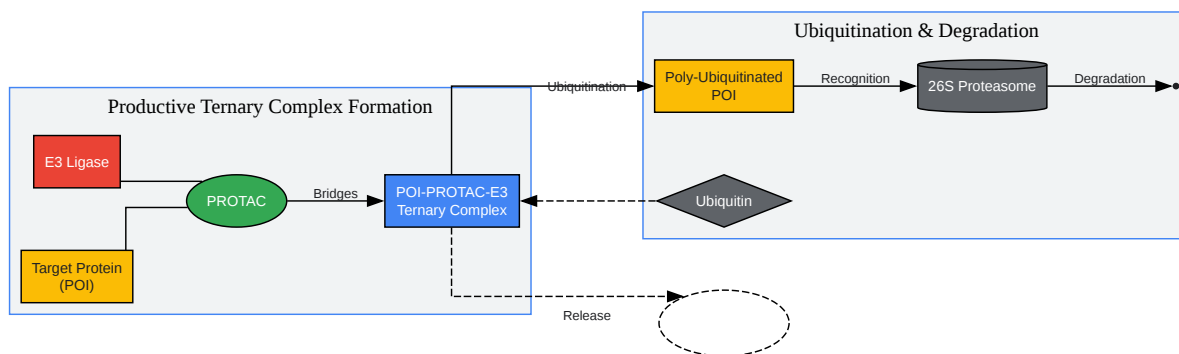 Ubiquitination & Degradation
Poly-Ubiquitinated
POI
Recognition
26S Proteasome
Degradation
Ubiquitination
Productive Ternary Complex Formation
E3 Ligase
PROTAC
Bridges
POI-PROTAC-E3
Ternary Complex
Ubiquitin
Target Protein
(POI)
Release